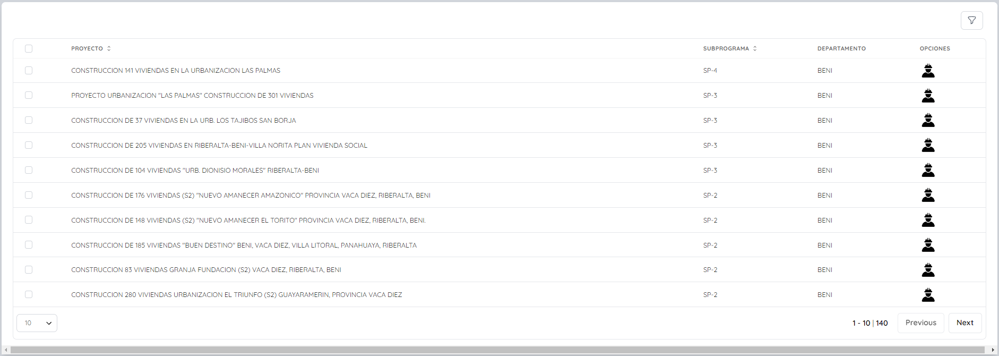 PROYECTO SUBPROGRAMA DEPARTAMENTO OPCIONES
CONSTRUCCION 141 VIVIENDAS EN LA URBANIZACION LAS PALMAS SP-4 BENI
PROYECTO URBANIZACION "LAS PALMAS" CONSTRUCCION DE 301 VIVIENDAS SP-3 BENI
CONSTRUCCION DE 37 VIVIENDAS EN LA URB. LOS TAJIBOS SAN BORJA SP-3 BENI
CONSTRUCCION DE 205 VIVIENDAS EN RIBERALTA-BENI-VILLA NORITA PLAN VIVIENDA SOCIAL SP-3 BENI
CONSTRUCCION DE 104 VIVIENDAS "URB. DIONISIO MORALES" RIBERALTA-BENI SP-3 BENI
CONSTRUCCION DE 176 VIVIENDAS (S2) "NUEVO AMANECER AMAZONICO" PROVINCIA VACA DIEZ, RIBERALTA, BENI SP-2 BENI
CONSTRUCCION DE 148 VIVIENDAS (S2) "NUEVO AMANECER EL TORITO" PROVINCIA VACA DIEZ, RIBERALTA, BENI. SP-2 BENI
CONSTRUCCION DE 185 VIVIENDAS "BUEN DESTINO" BENI, VACA DIEZ, VILLA LITORAL, PANAHUAYA, RIBERALTA SP-2 BENI
CONSTRUCCION 83 VIVIENDAS GRANJA FUNDACION (S2) VACA DIEZ, RIBERALTA, BENI SP-2 BENI
CONSTRUCCION 280 VIVIENDAS URBANIZACION EL TRIUNFO (S2) GUAYARAMERIN, PROVINCIA VACA DIEZ SP-2 BENI
10 1 - 10 | 140 Previous Next